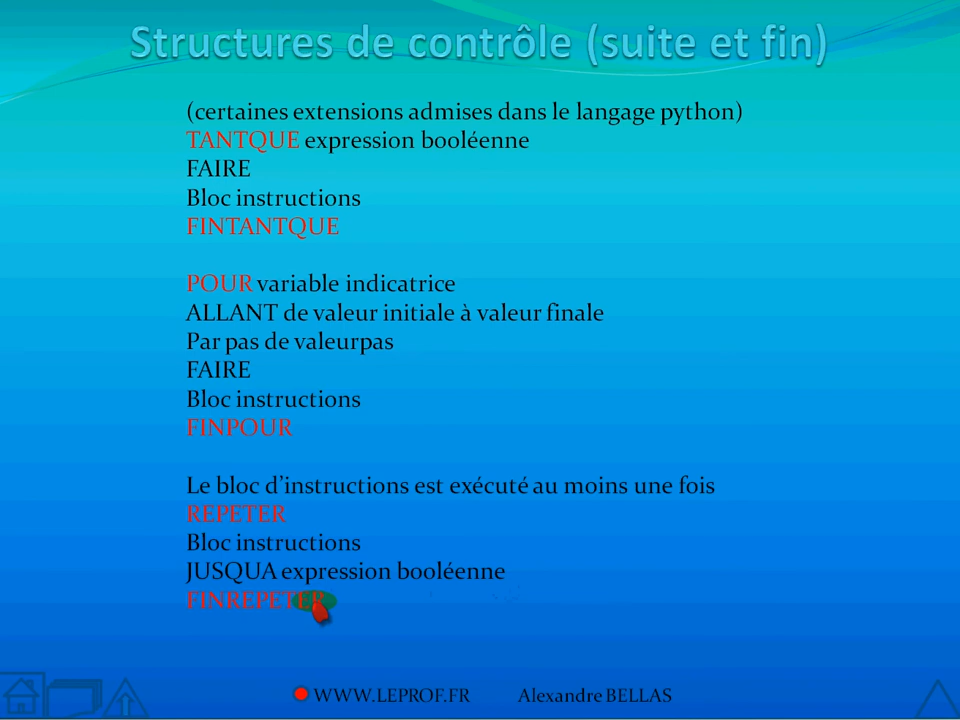 Structures de contrôle (suite et fin)
(certaines extensions admises dans le langage python)
TANTQUE expression booléenne
FAIRE
Bloc instructions
FINTANTQUE
POUR variable indicatrice
ALLANT de valeur initiale à valeur finale
Par pas de valeurpas
FAIRE
Bloc instructions
FINPOUR
Le bloc d’instructions est exécuté au moins une fois
REPETER
Bloc instructions
JUSQUA expression booléenne
FINREPETER
WWW.LEPROF.FR Alexandre BELLAS